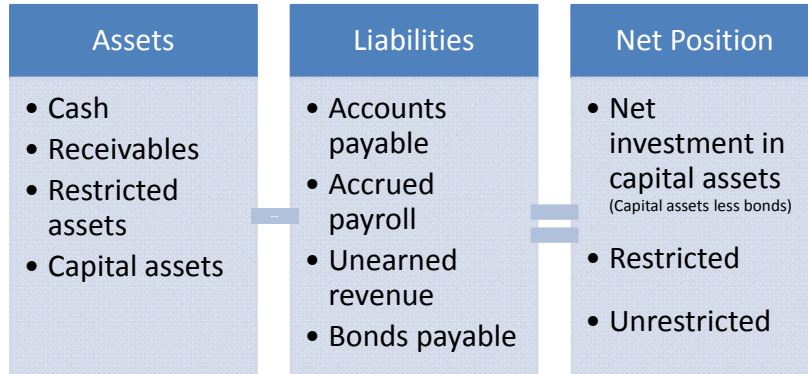 Assets
• Cash
• Receivables
• Restricted
assets
• Capital assets
--
Liabilities
• Accounts
payable
• Accrued
payroll
• Unearned
revenue
• Bonds payable
Net Position
• Net
investment in
capital assets
(Capital assets less bonds)
• Restricted
• Unrestricted